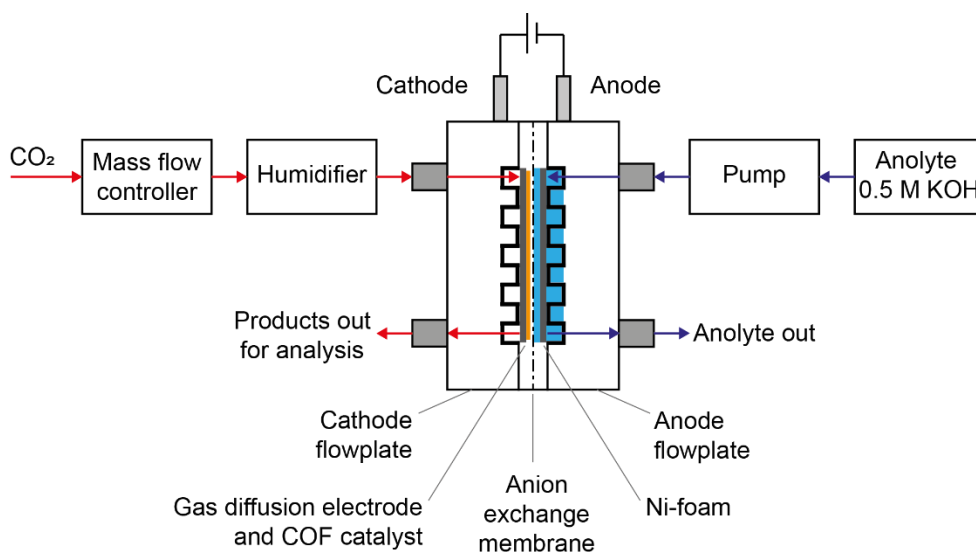 Cathode
Anode
CO₂
Mass flow
controller
Humidifier
Pump
Anolyte
0.5 M KOH
Products out
for analysis
Anolyte out
Cathode
flowplate
Anode
flowplate
Gas diffusion electrode
and COF catalyst
Anion
exchange
membrane
Ni-foam